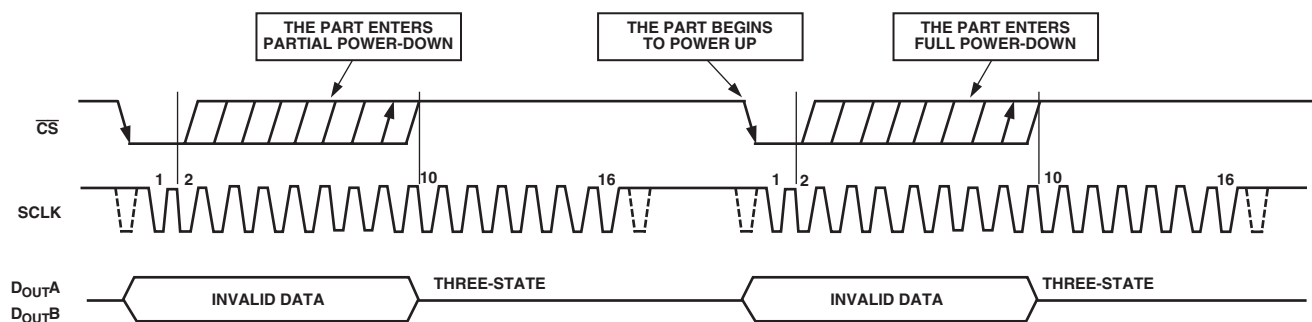 THE PART ENTERS
PARTIAL POWER-DOWN
THE PART BEGINS
TO POWER UP
THE PART ENTERS
FULL POWER-DOWN
CS
1 2 10 16 1 2 10 16
SCLK
DOUTA
INVALID DATA THREE-STATE INVALID DATA THREE-STATE
DOUTB